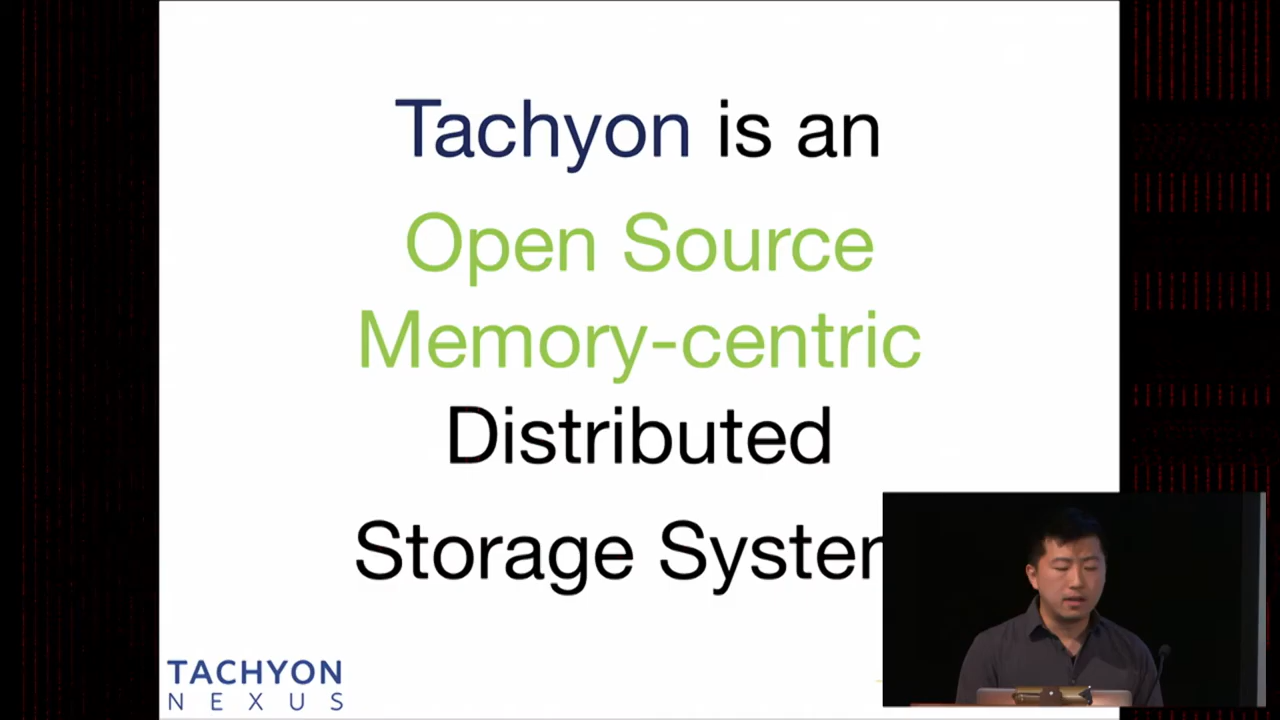 Tachyon is an
Open Source
Memory-centric
Distributed
Storage
TACHYON
NEXUS